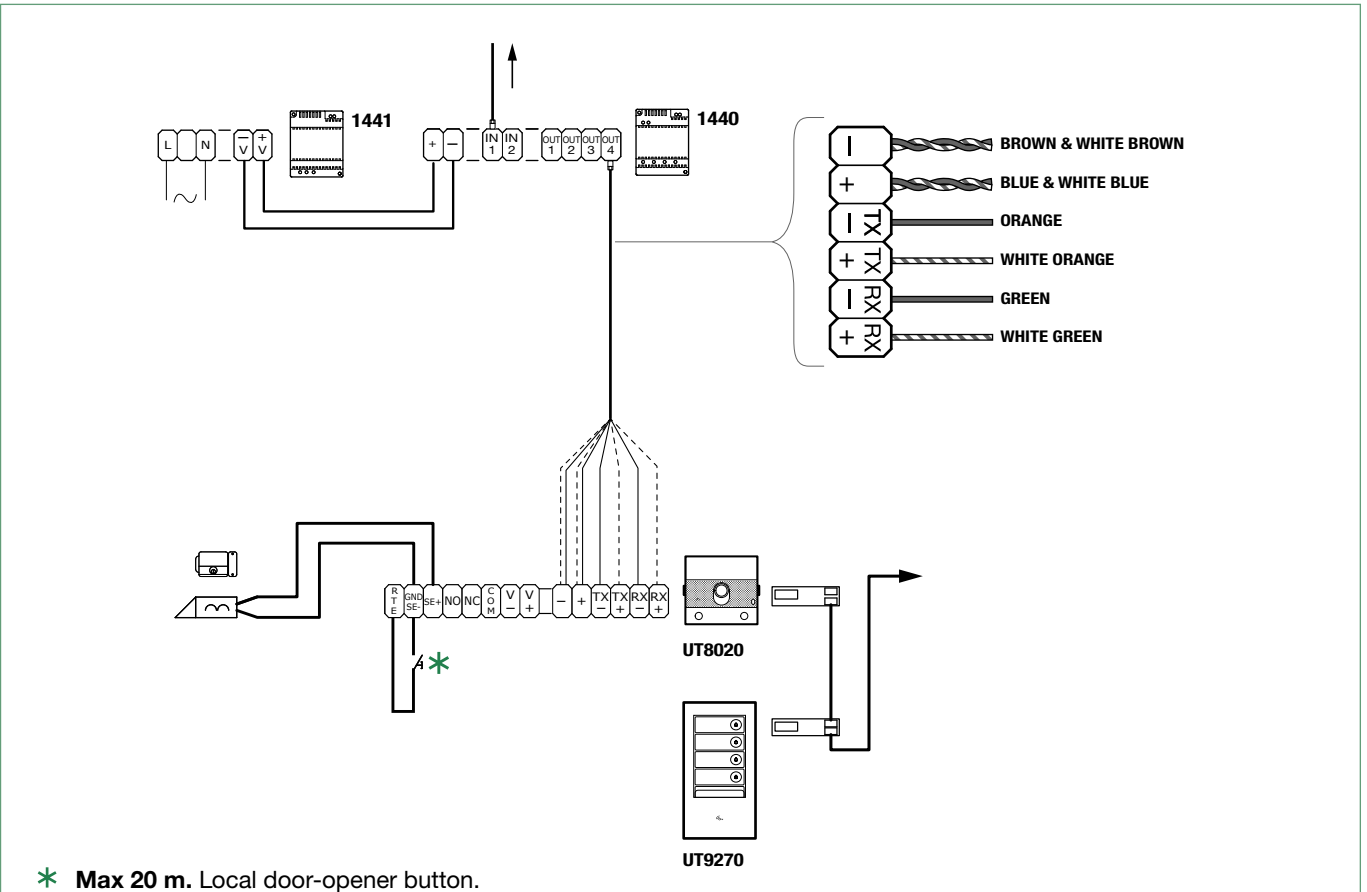 1441
1440
L N − V + V
+ − IN 1 IN 2 OUT 1 OUT 2 OUT 3 OUT 4
− BROWN & WHITE BROWN
+ BLUE & WHITE BLUE
− TX ORANGE
+ TX WHITE ORANGE
− RX GREEN
+ RX WHITE GREEN
RTE GND SE- SE+ NO NC COM V − V + − + TX − TX + RX − RX +
UT8020
*
UT9270
* Max 20 m. Local door-opener button.